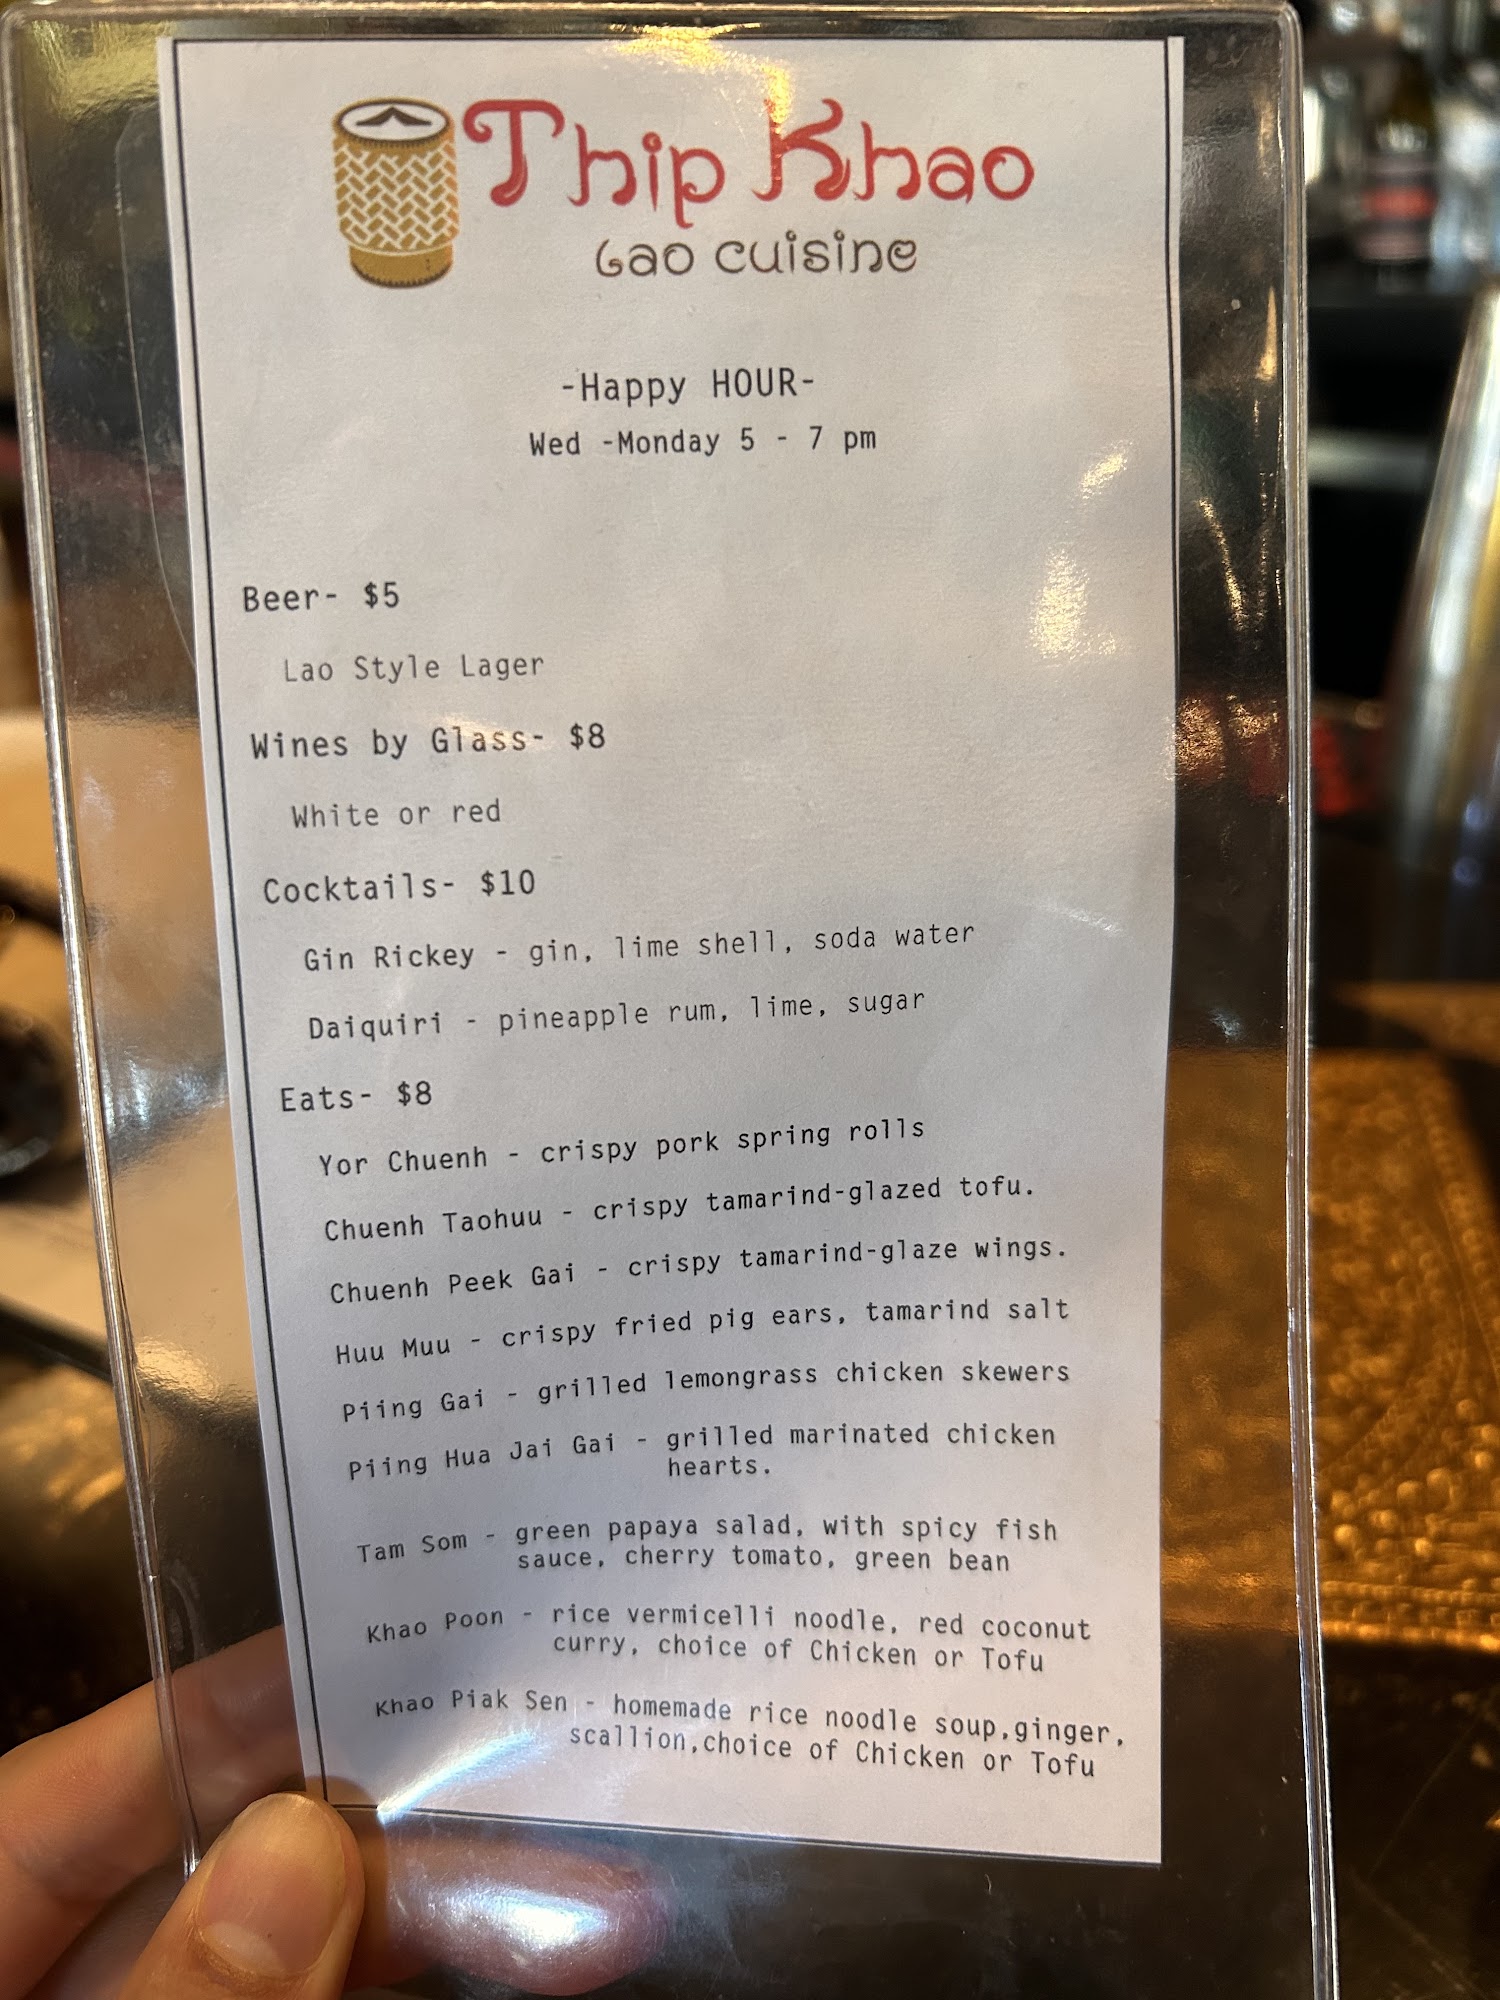 Thip Khao
Lao cuisine
-Happy HOUR-
Wed -Monday 5 - 7 pm
Beer- $5
Lao Style Lager
Wines by Glass- $8
White or red
Cocktails- $10
Gin Rickey - gin, lime shell, soda water
Daiquiri - pineapple rum, lime, sugar
Eats- $8
Yor Chuenh - crispy pork spring rolls
Chuenh Taohuu - crispy tamarind-glazed tofu.
Chuenh Peek Gai - crispy tamarind-glaze wings.
Huu Muu - crispy fried pig ears, tamarind salt
Piing Gai - grilled lemongrass chicken skewers
Piing Hua Jai Gai - grilled marinated chicken
hearts.
Tam Som - green papaya salad, with spicy fish
sauce, cherry tomato, green bean
Khao Poon - rice vermicelli noodle, red coconut
curry, choice of Chicken or Tofu
Khao Piak Sen - homemade rice noodle soup,ginger,
scallion,choice of Chicken or Tofu